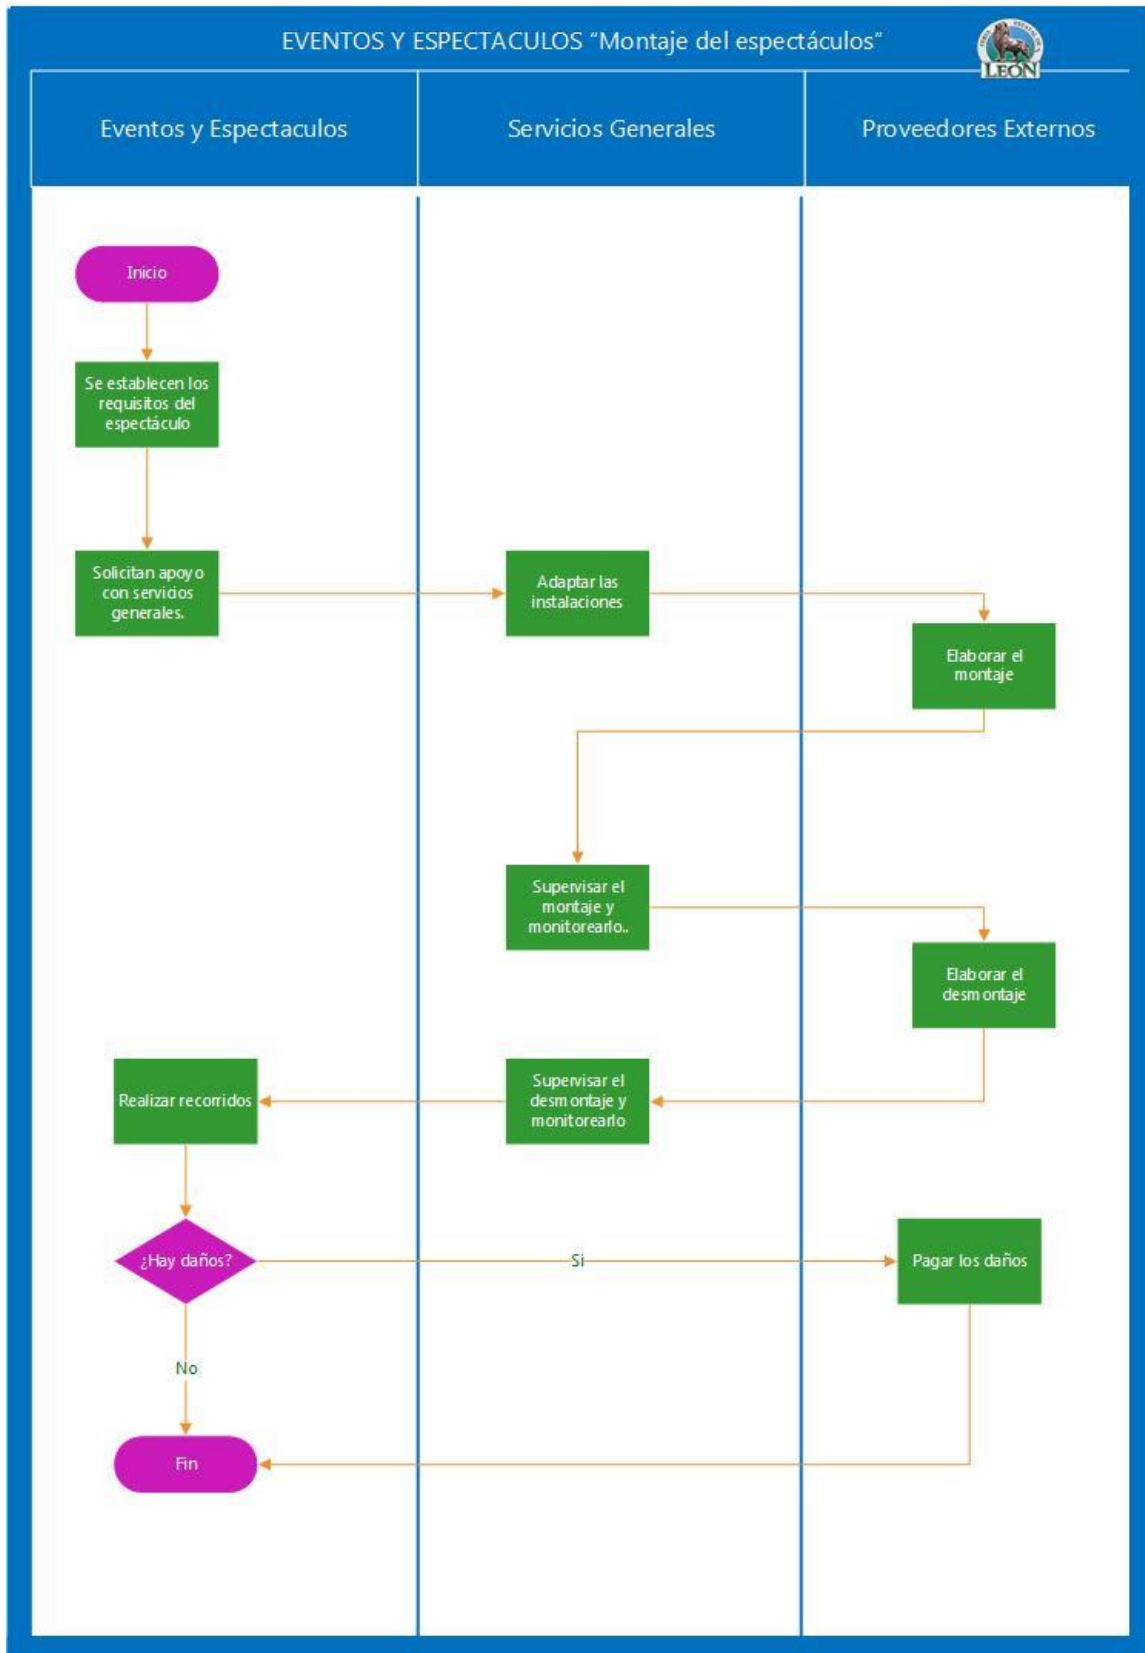 EVENTOS Y ESPECTACULOS “Montaje del espectáculos”
LEÓN
Eventos y Espectaculos
Servicios Generales
Proveedores Externos
Inicio
Se establecen los
requisitos del
espectáculo
Solicitan apoyo
con servicios
generales.
Adaptar las
instalaciones
Elaborar el
montaje
Supervisar el
montaje y
monitorearlo..
Elaborar el
desmontaje
Realizar recorridos
Supervisar el
desmontaje y
monitorearlo
¿Hay daños?
Si
Pagar los daños
No
Fin